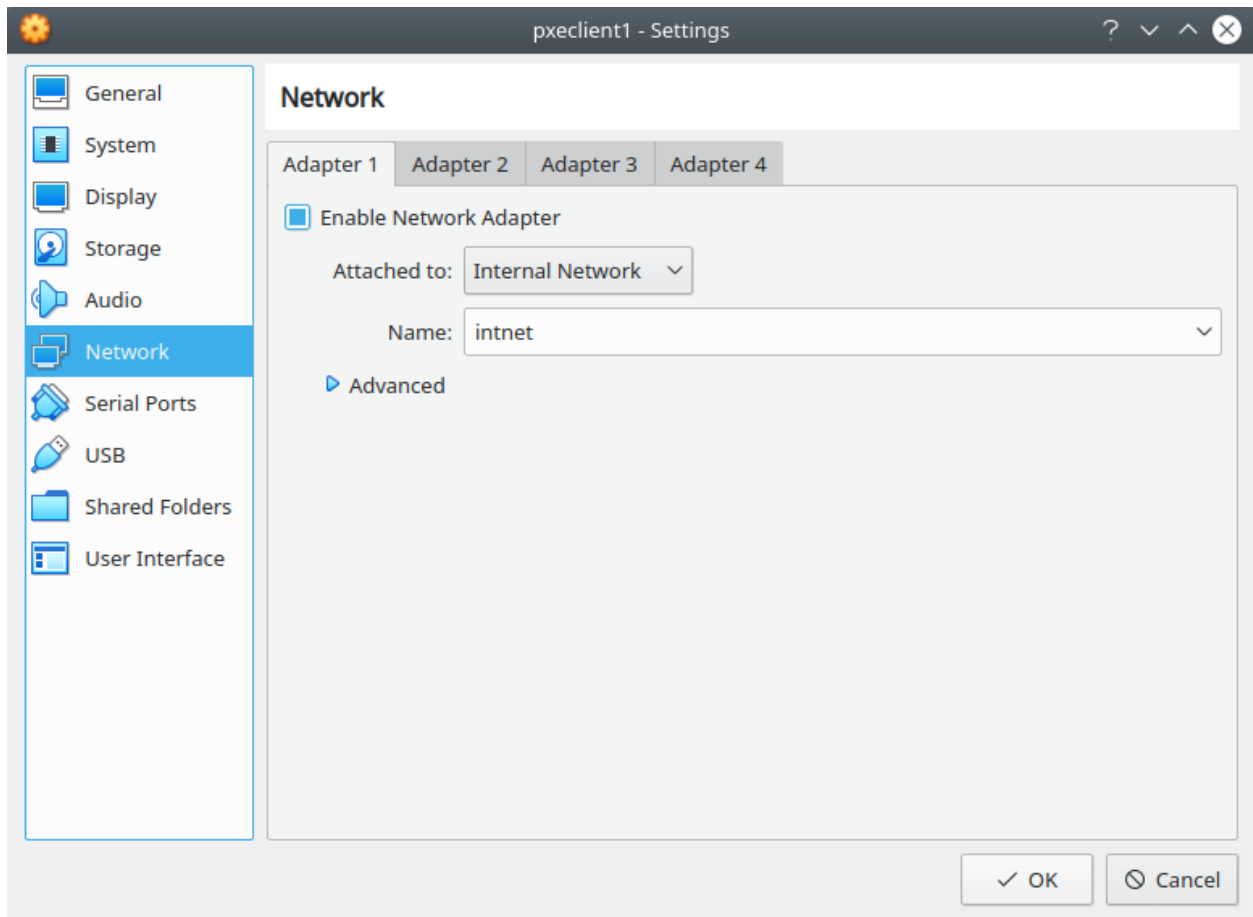 pxeclient1 - Settings
?
General
System
Display
Storage
Audio
Network
Serial Ports
USB
Shared Folders
User Interface
Network
Adapter 1 Adapter 2 Adapter 3 Adapter 4
Enable Network Adapter
Attached to: Internal Network
Name: intnet
Advanced
OK Cancel